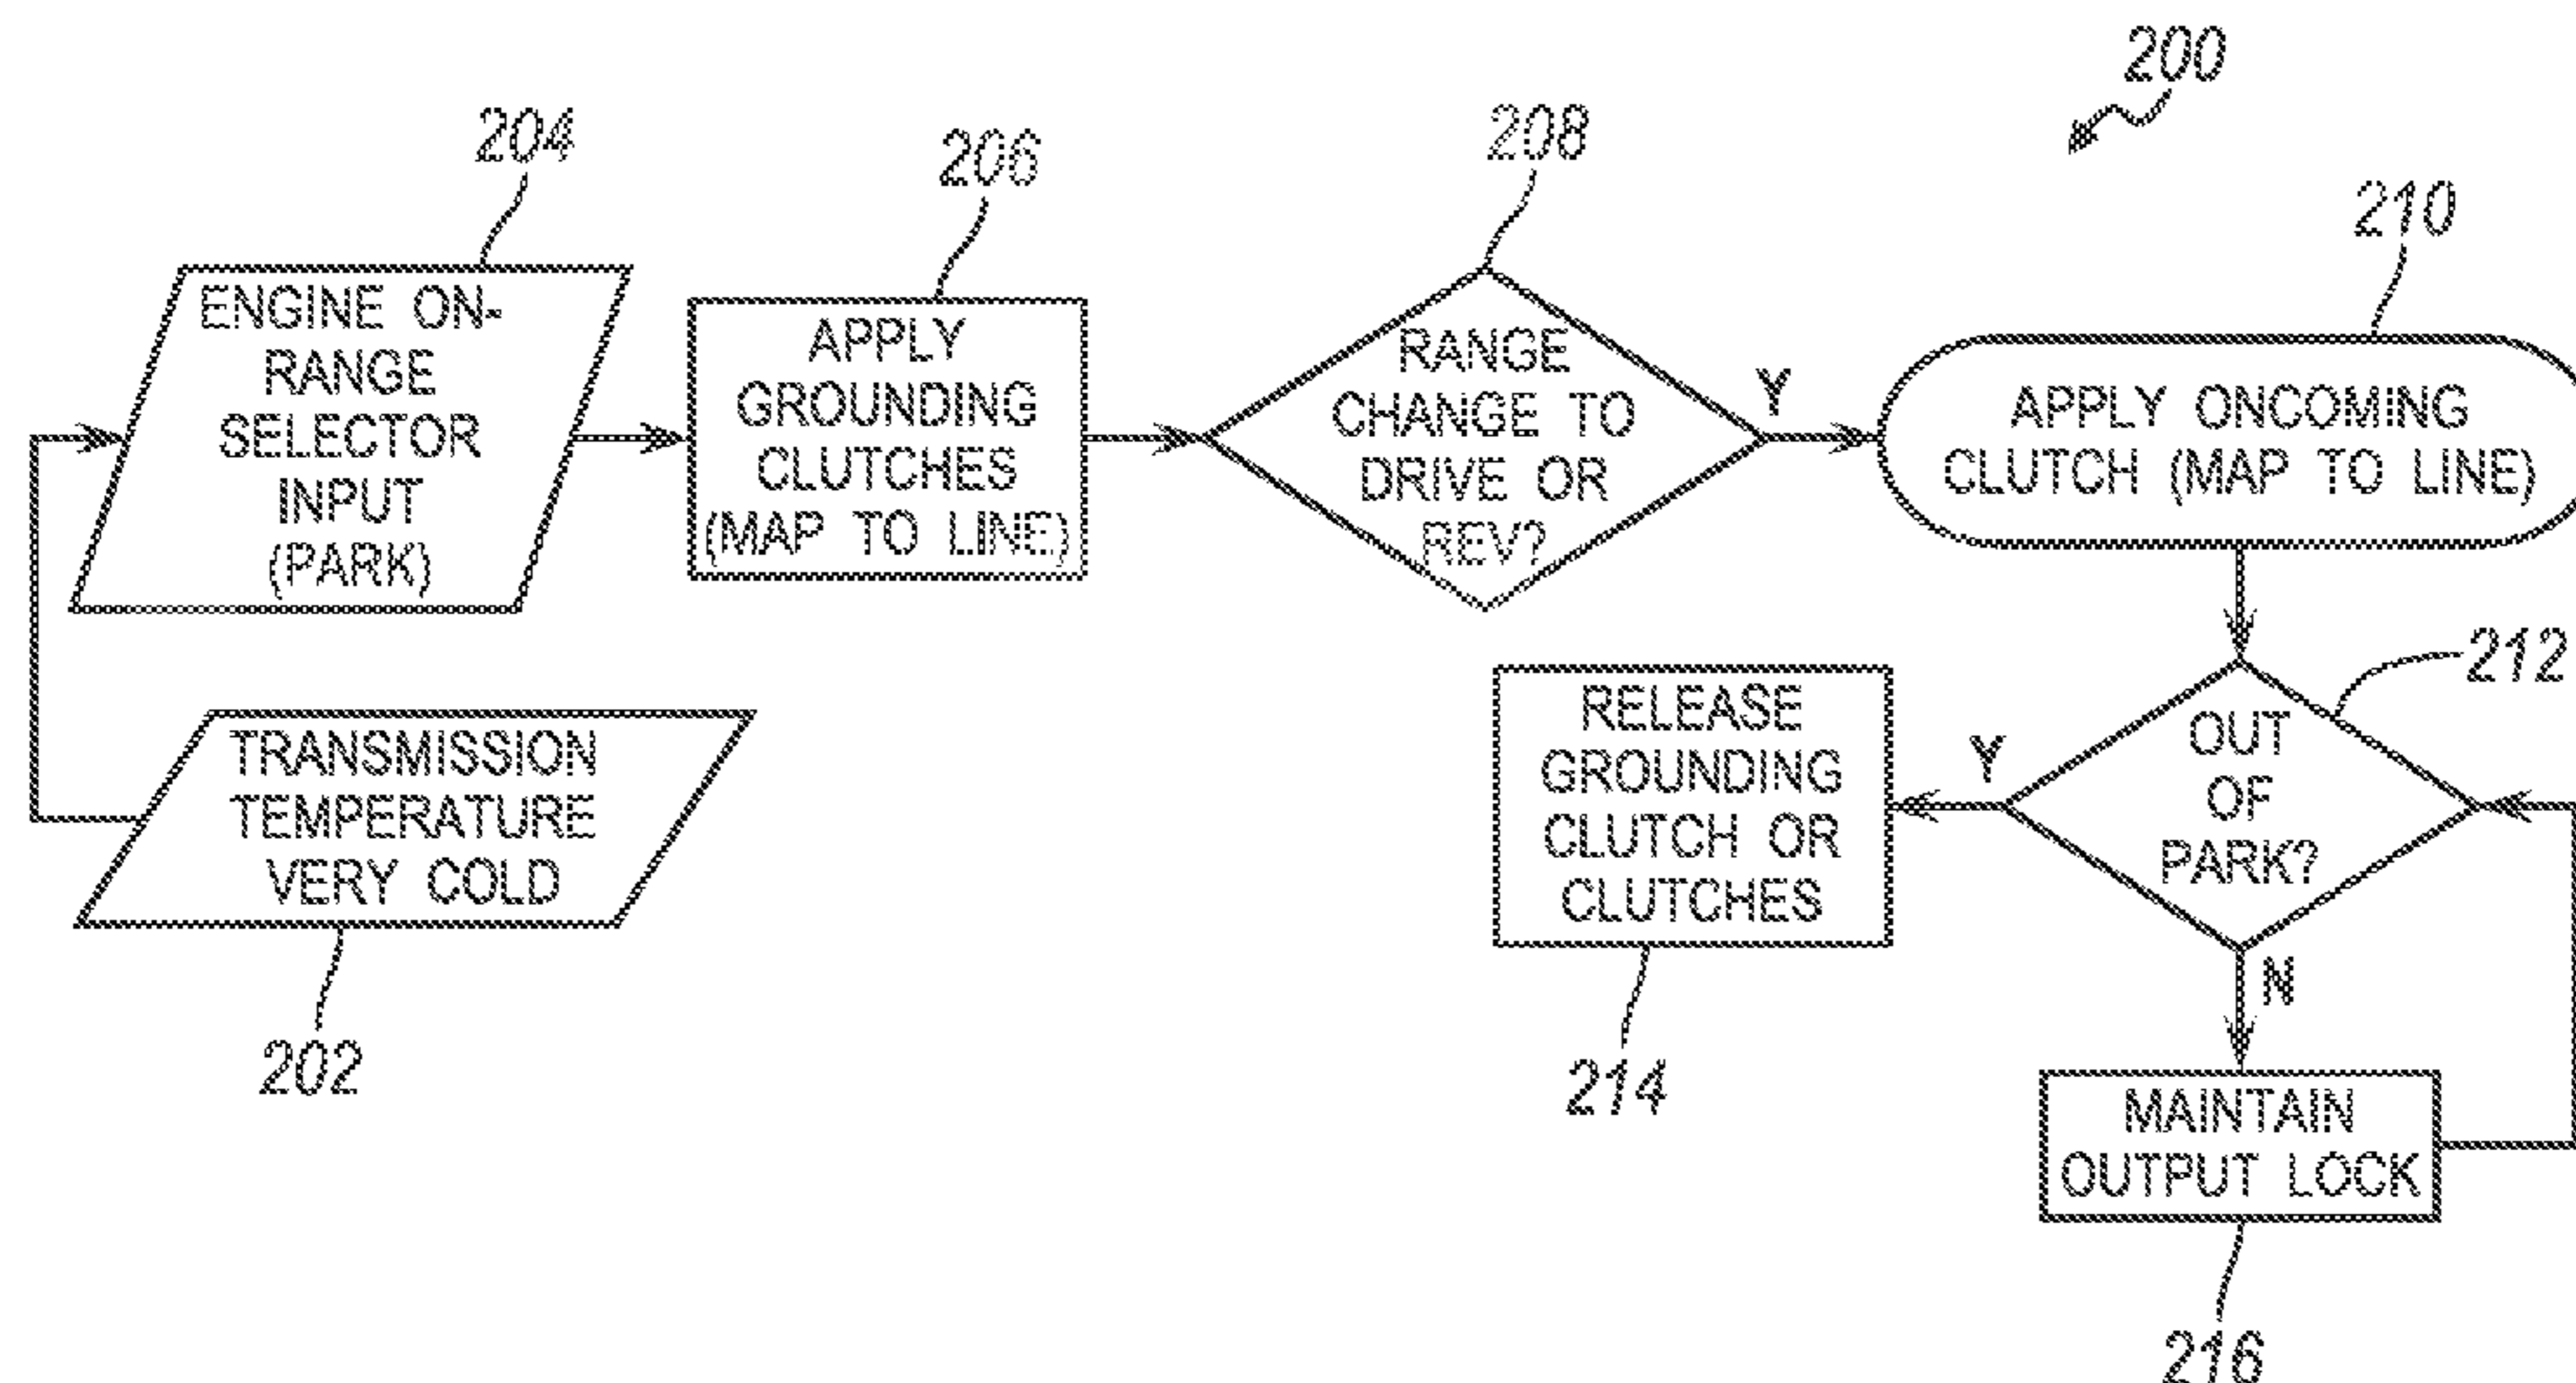 200
204
206
208
210
ENGINE ON-
RANGE
SELECTOR
INPUT
(PARK)
APPLY
GROUNDING
CLUTCHES
(MAP TO LINE)
RANGE
CHANGE TO
DRIVE OR
REV?
Y
APPLY ONCOMING
CLUTCH (MAP TO LINE)
212
OUT
OF
PARK?
Y
N
RELEASE
GROUNDING
CLUTCH OR
CLUTCHES
214
TRANSMISSION
TEMPERATURE
VERY COLD
202
MAINTAIN
OUTPUT LOCK
216